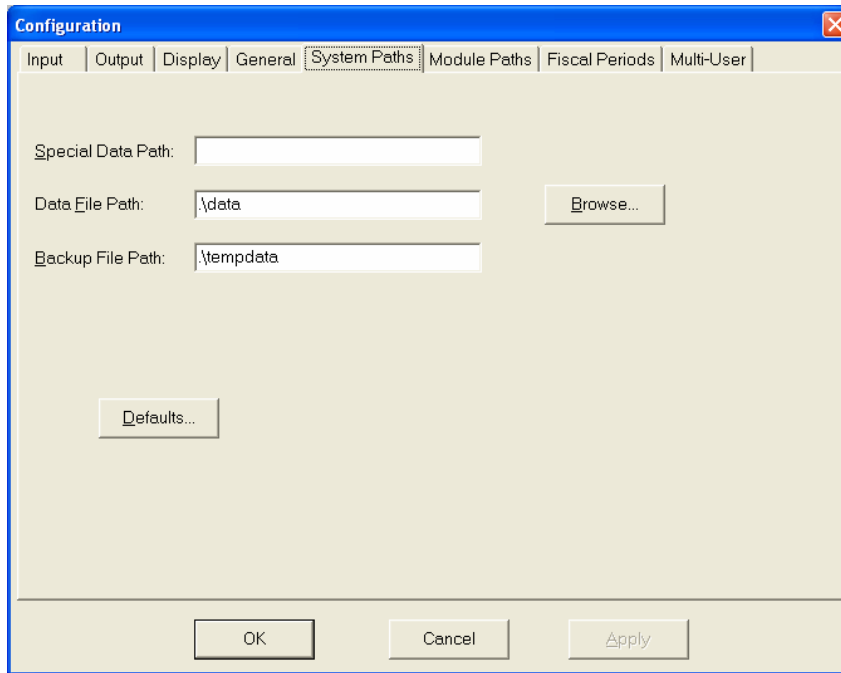 Configuration
Input Output Display General System Paths Module Paths Fiscal Periods Multi-User
Special Data Path:
Data File Path: .\data Browse...
Backup File Path: .\tempdata
Defaults...
OK Cancel Apply